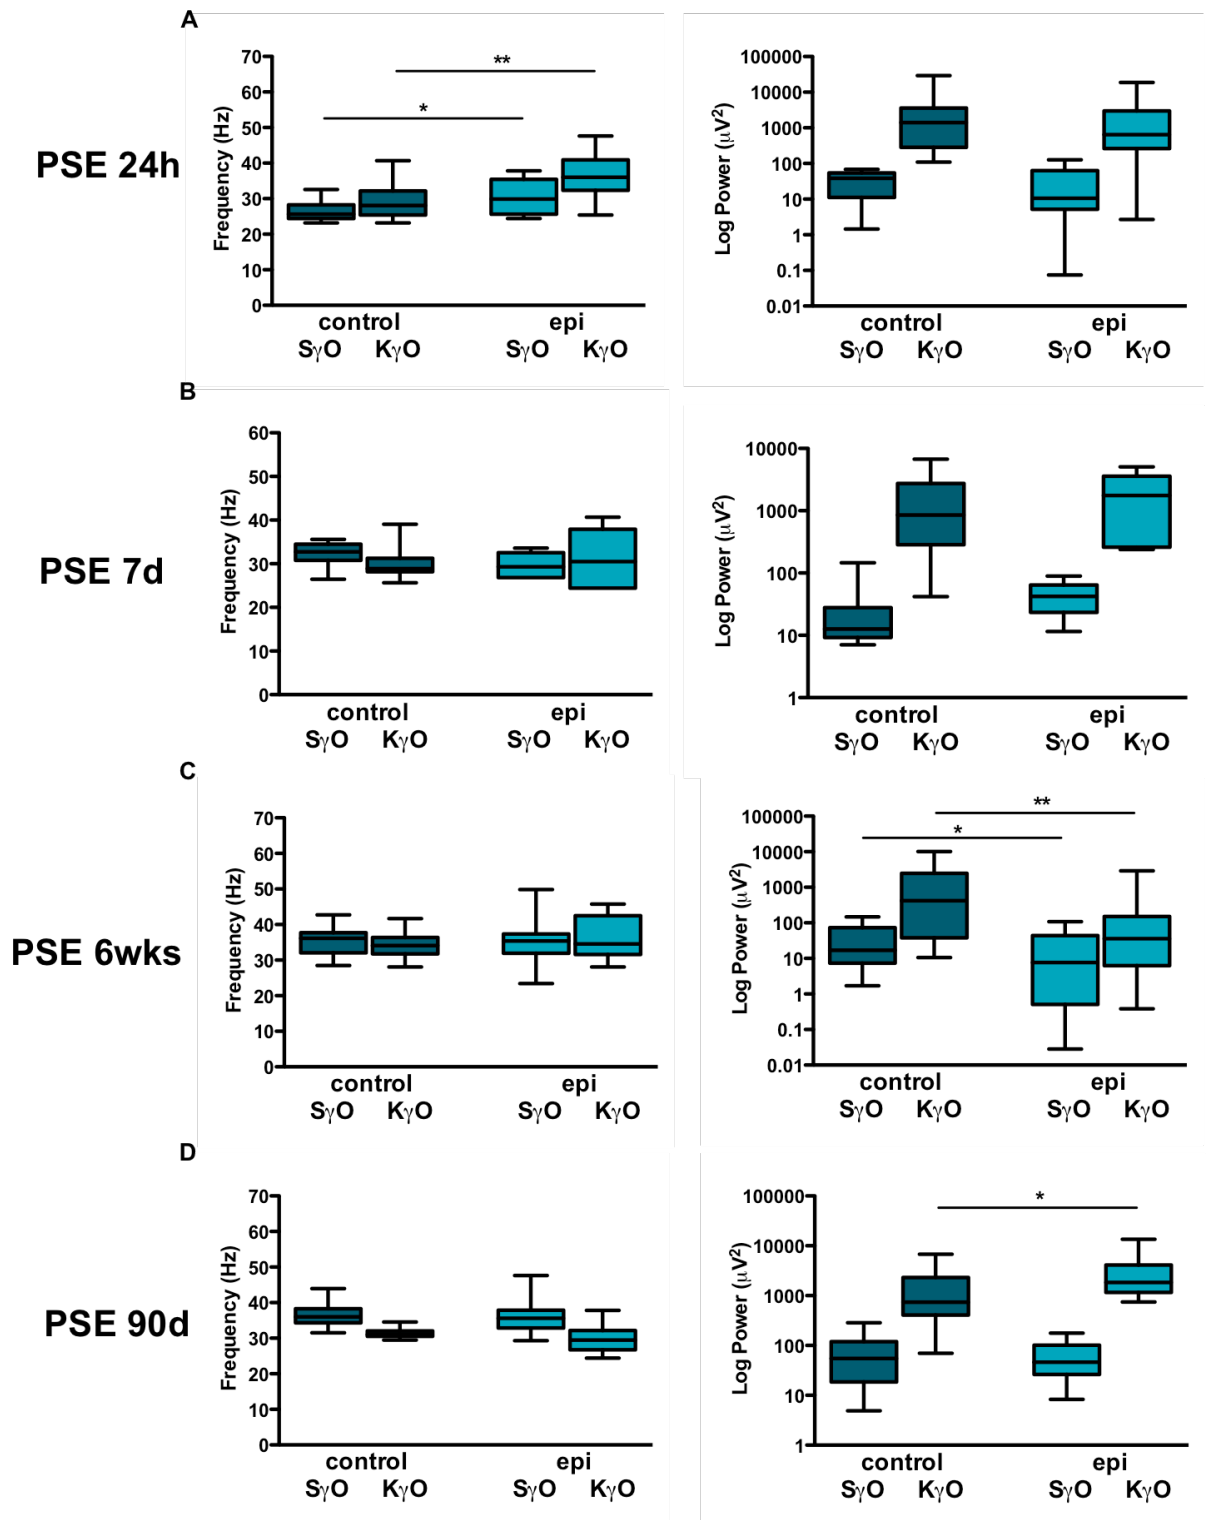 A
PSE 24h
Frequency (Hz)
70
60
50
40
30
20
10
0
*
**
control
epi
SγO KγO SγO KγO
Log Power (μV²)
100000
10000
1000
100
10
1
0.1
0.01
control
epi
SγO KγO SγO KγO
B
PSE 7d
Frequency (Hz)
60
50
40
30
20
10
0
control
epi
SγO KγO SγO KγO
Log Power (μV²)
10000
1000
100
10
1
control
epi
SγO KγO SγO KγO
C
PSE 6wks
Frequency (Hz)
70
60
50
40
30
20
10
0
control
epi
SγO KγO SγO KγO
Log Power (μV²)
100000
10000
1000
100
10
1
0.1
0.01
**
*
control
epi
SγO KγO SγO KγO
D
PSE 90d
Frequency (Hz)
70
60
50
40
30
20
10
0
control
epi
SγO KγO SγO KγO
Log Power (μV²)
100000
10000
1000
100
10
1
*
control
epi
SγO KγO SγO KγO